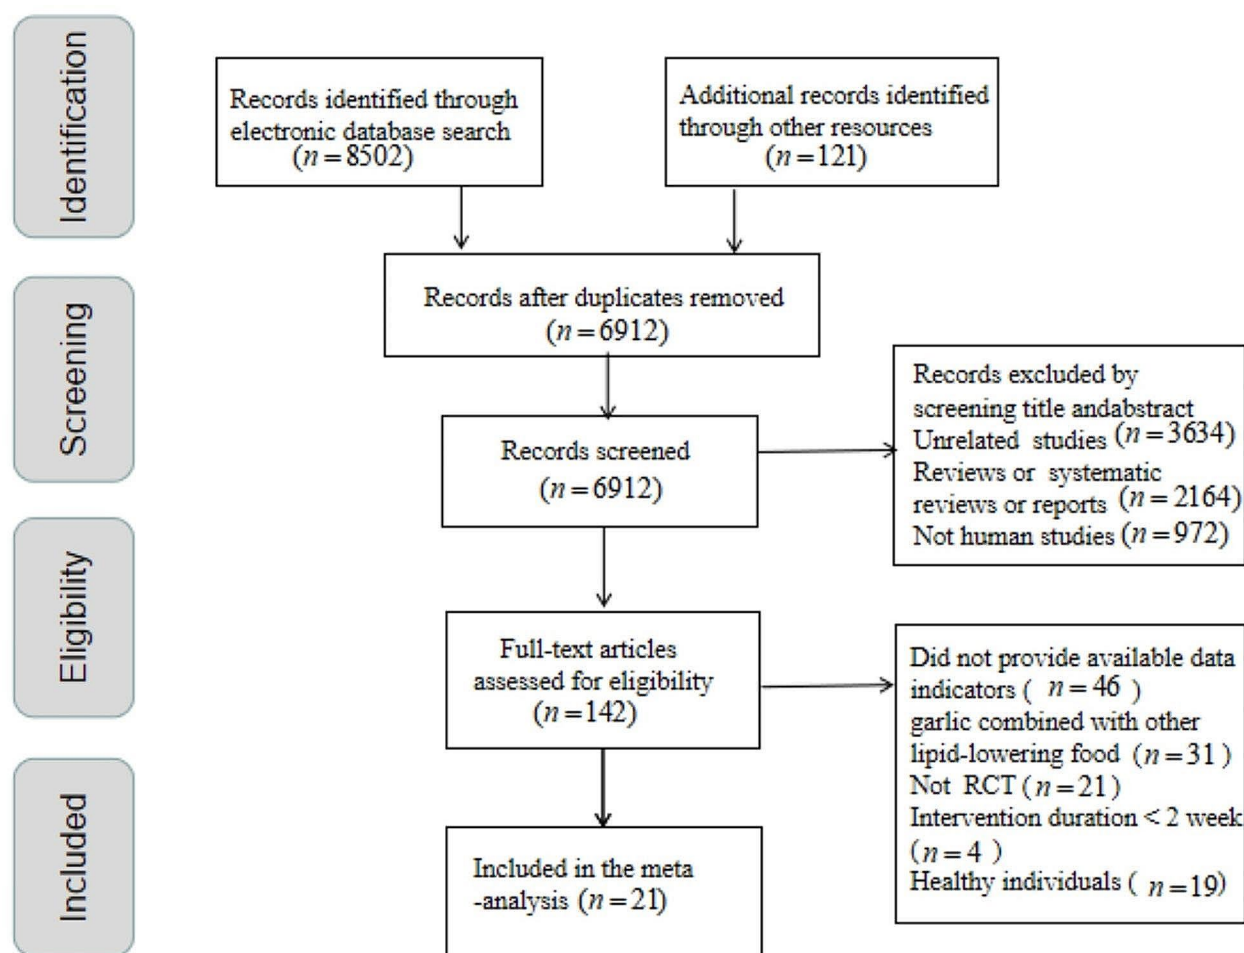 Identification
Records identified through
electronic database search
(n=8502)
Additional records identified
through other resources
(n=121)
Screening
Records after duplicates removed
(n=6912)
Records screened
(n=6912)
Records excluded by
screening title andabstract
Unrelated studies (n=3634)
Reviews or systematic
reviews or reports (n=2164)
Not human studies (n=972)
Eligibility
Full-text articles
assessed for eligibility
(n=142)
Did not provide available data
indicators ( n=46 )
garlic combined with other
lipid-lowering food (n=31)
Not RCT (n=21)
Intervention duration < 2 week
(n=4 )
Healthy individuals ( n=19)
Included
Included in the meta
-analysis (n=21)